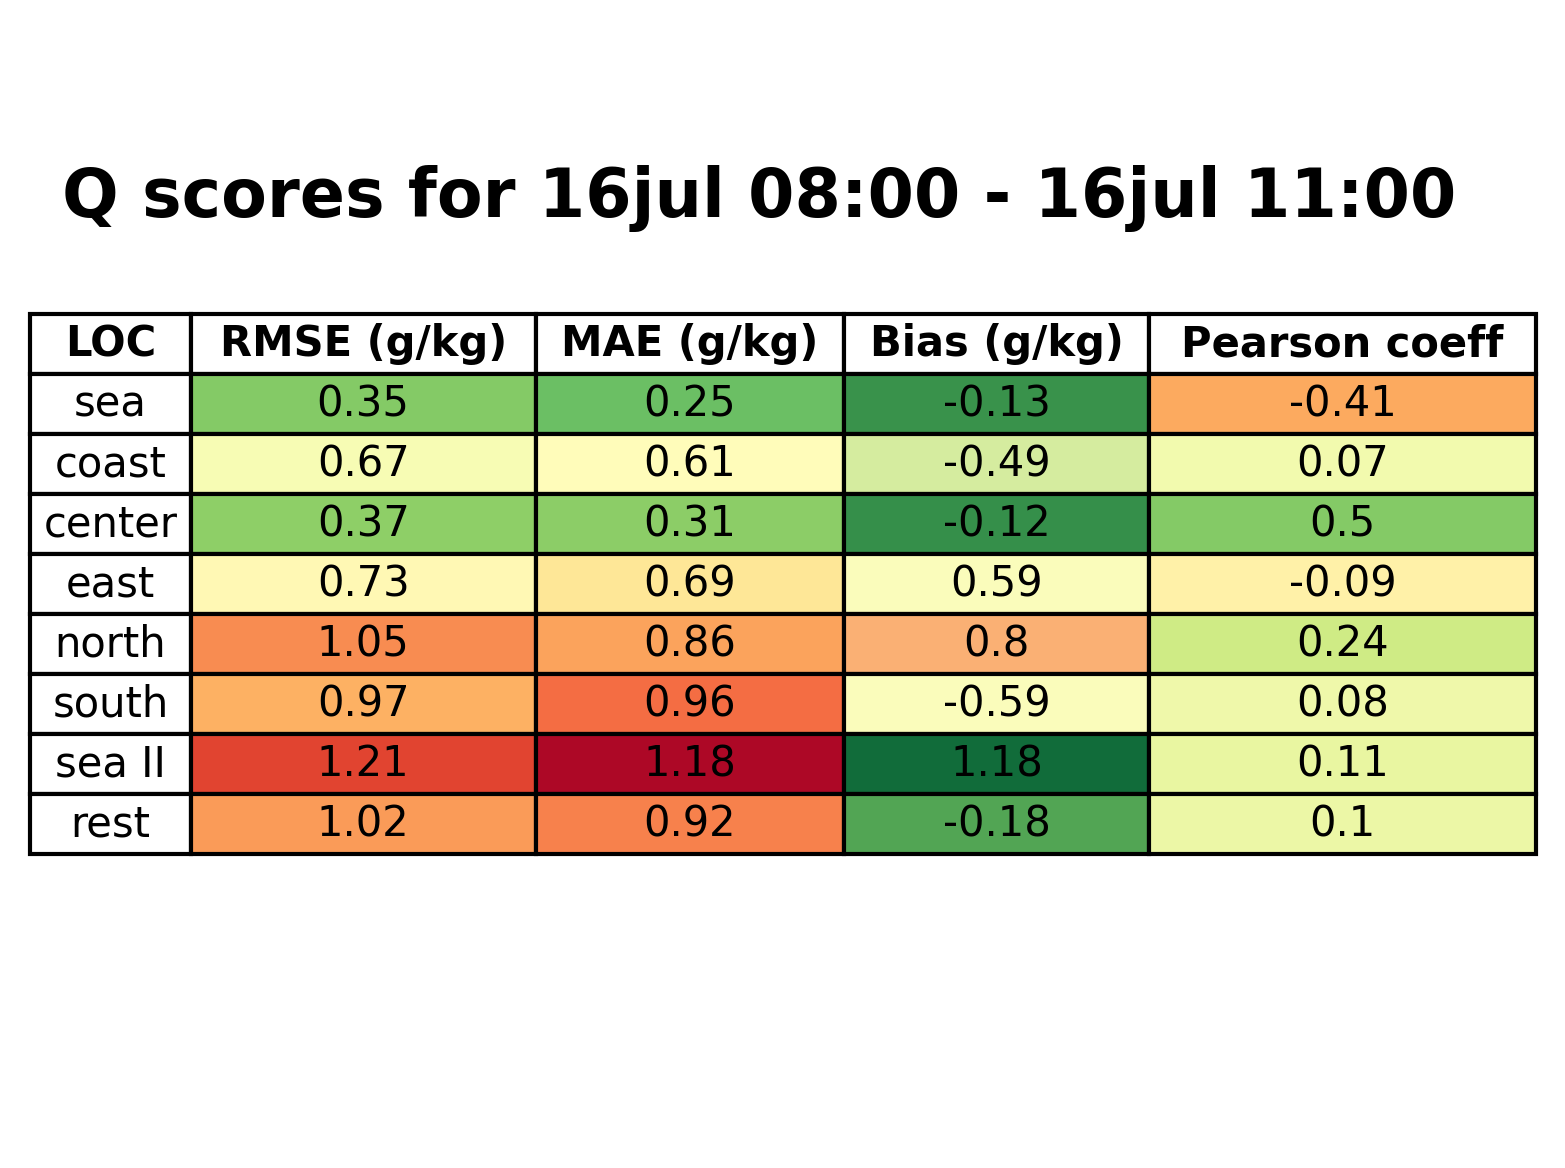 Q scores for 16jul 08:00 - 16jul 11:00
LOC RMSE (g/kg) MAE (g/kg) Bias (g/kg) Pearson coeff
sea 0.35 0.25 -0.13 -0.41
coast 0.67 0.61 -0.49 0.07
center 0.37 0.31 -0.12 0.5
east 0.73 0.69 0.59 -0.09
north 1.05 0.86 0.8 0.24
south 0.97 0.96 -0.59 0.08
sea II 1.21 1.18 1.18 0.11
rest 1.02 0.92 -0.18 0.1